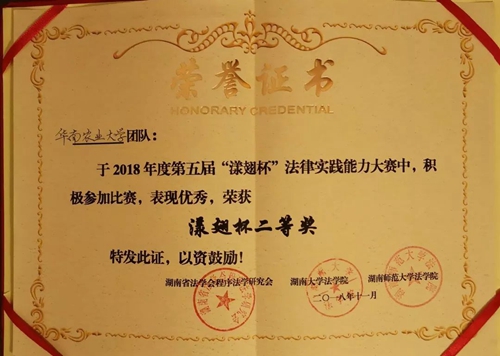 荣誉证书
HONORARY CREDENTIAL
华南农业大学团队：
于2018年度第五届“漾翅杯”法律实践能力大赛中，积
极参加比赛，表现优秀，荣获
漾翅杯二等奖
特发此证，以资鼓励！
湖南省法学会程序法学研究会 湖南大学法学院 湖南师范大学法学院
二〇一八年十一月